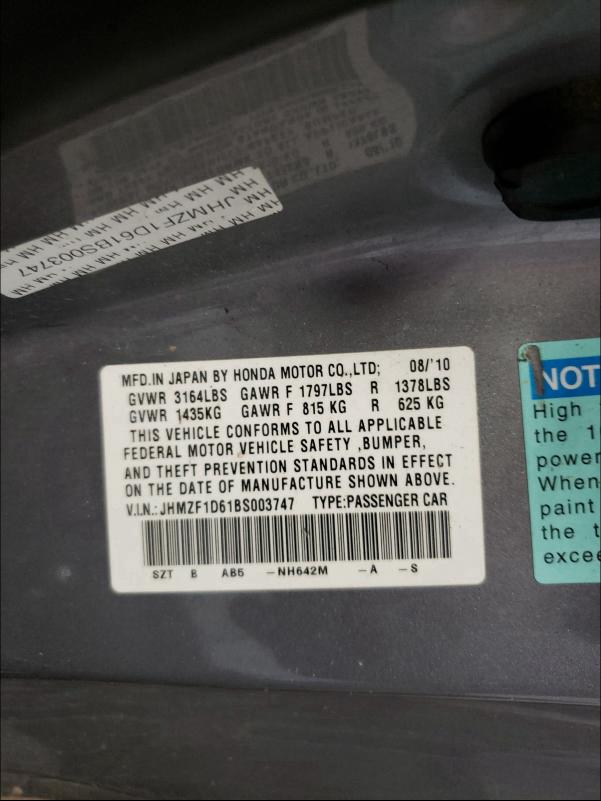 HM JHMZF1D61BS003747
MFD.IN JAPAN BY HONDA MOTOR CO.,LTD; 08/'10
GVWR 3164LBS GAWR F 1797LBS R 1378LBS
GVWR 1435KG GAWR F 815 KG R 625 KG
THIS VEHICLE CONFORMS TO ALL APPLICABLE
FEDERAL MOTOR VEHICLE SAFETY ,BUMPER,
AND THEFT PREVENTION STANDARDS IN EFFECT
ON THE DATE OF MANUFACTURE SHOWN ABOVE.
V.I.N.:JHMZF1D61BS003747 TYPE:PASSENGER CAR
SZT B AB5 -NH642M -A -S
NOT
High
the 1
power
When
paint
the t
excee